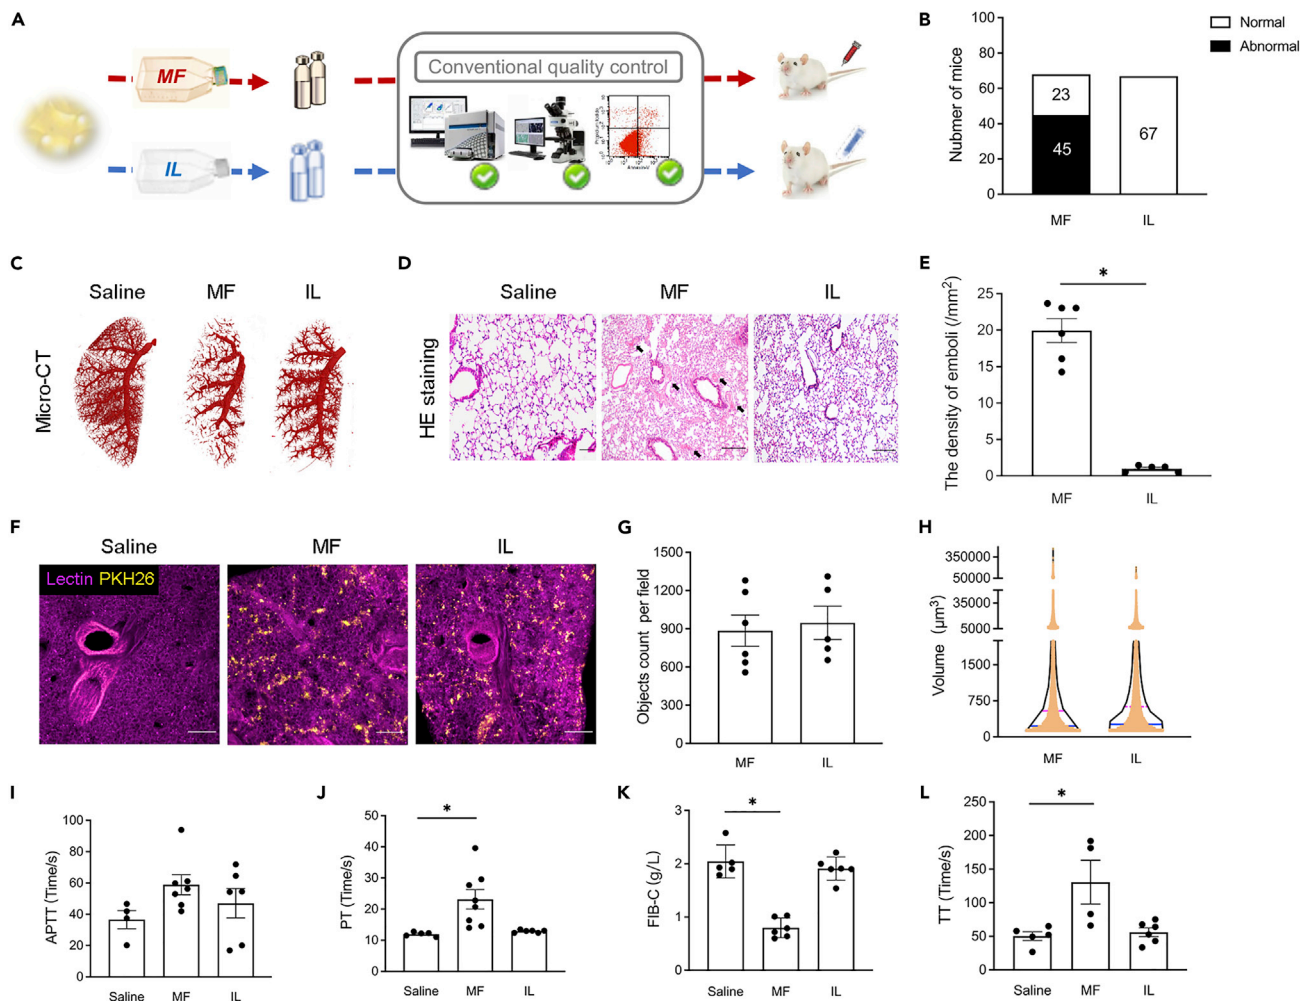 A
MF
IL
Conventional quality control
Propidium Iodide
Annexin V
B
Nubmer of mice
100
80
60
40
20
0
23
45
67
MF IL
Normal
Abnormal
C
Saline MF IL
Micro-CT
D
Saline MF IL
HE staining
E
The density of emboli (/mm²)
25
20
15
10
5
0
*
MF IL
F
Saline MF IL
Lectin PKH26
G
Objects count per field
1500
1200
900
600
300
0
MF IL
H
Volume (μm³)
350000
50000
35000
5000
1500
750
0
MF IL
I
APTT (Time/s)
100
80
60
40
20
0
Saline MF IL
J
PT (Time/s)
50
40
30
20
10
0
*
Saline MF IL
K
FIB-C (g/L)
3
2
1
0
*
Saline MF IL
L
TT (Time/s)
250
200
150
100
50
0
*
Saline MF IL